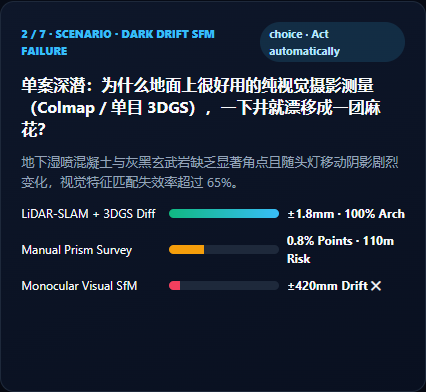 2 / 7 · SCENARIO · DARK DRIFT SFM
FAILURE
choice · Act
automatically
单案深潜：为什么地面上很好用的纯视觉摄影测量
（Colmap / 单目 3DGS），一下井就漂移成一团麻
花？
地下湿喷混凝土与灰黑玄武岩缺乏显著角点且随头灯移动阴影剧烈
变化，视觉特征匹配失效率超过 65%。
LiDAR-SLAM + 3DGS Diff
±1.8mm · 100% Arch
Manual Prism Survey
0.8% Points · 110m
Risk
Monocular Visual SfM
±420mm Drift ❌